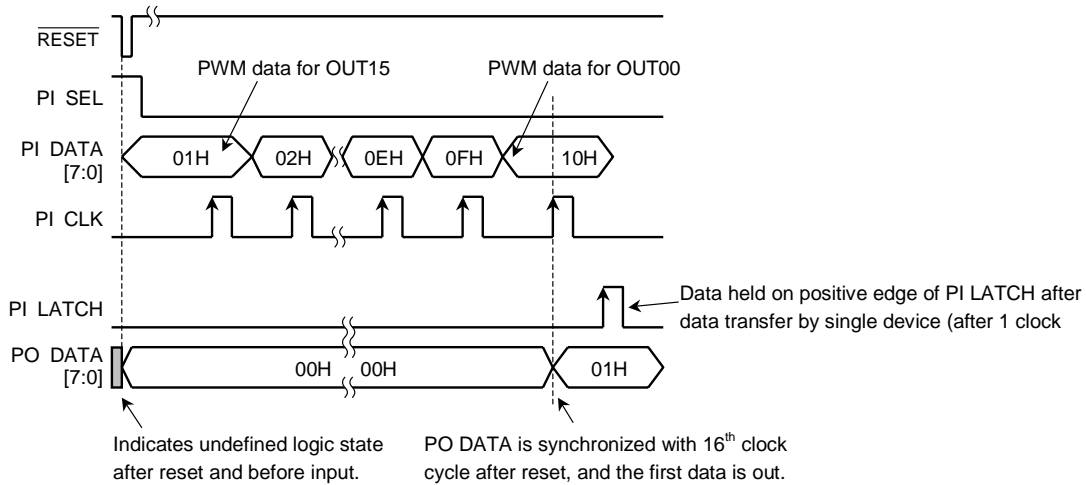 RESET
PWM data for OUT15
PWM data for OUT00
PI SEL
PI DATA
[7:0]
01H
02H
0EH
0FH
10H
PI CLK
PI LATCH
Data held on positive edge of PI LATCH after
data transfer by single device (after 1 clock
PO DATA
[7:0]
00H
00H
01H
Indicates undefined logic state
after reset and before input.
PO DATA is synchronized with 16th clock
cycle after reset, and the first data is out.